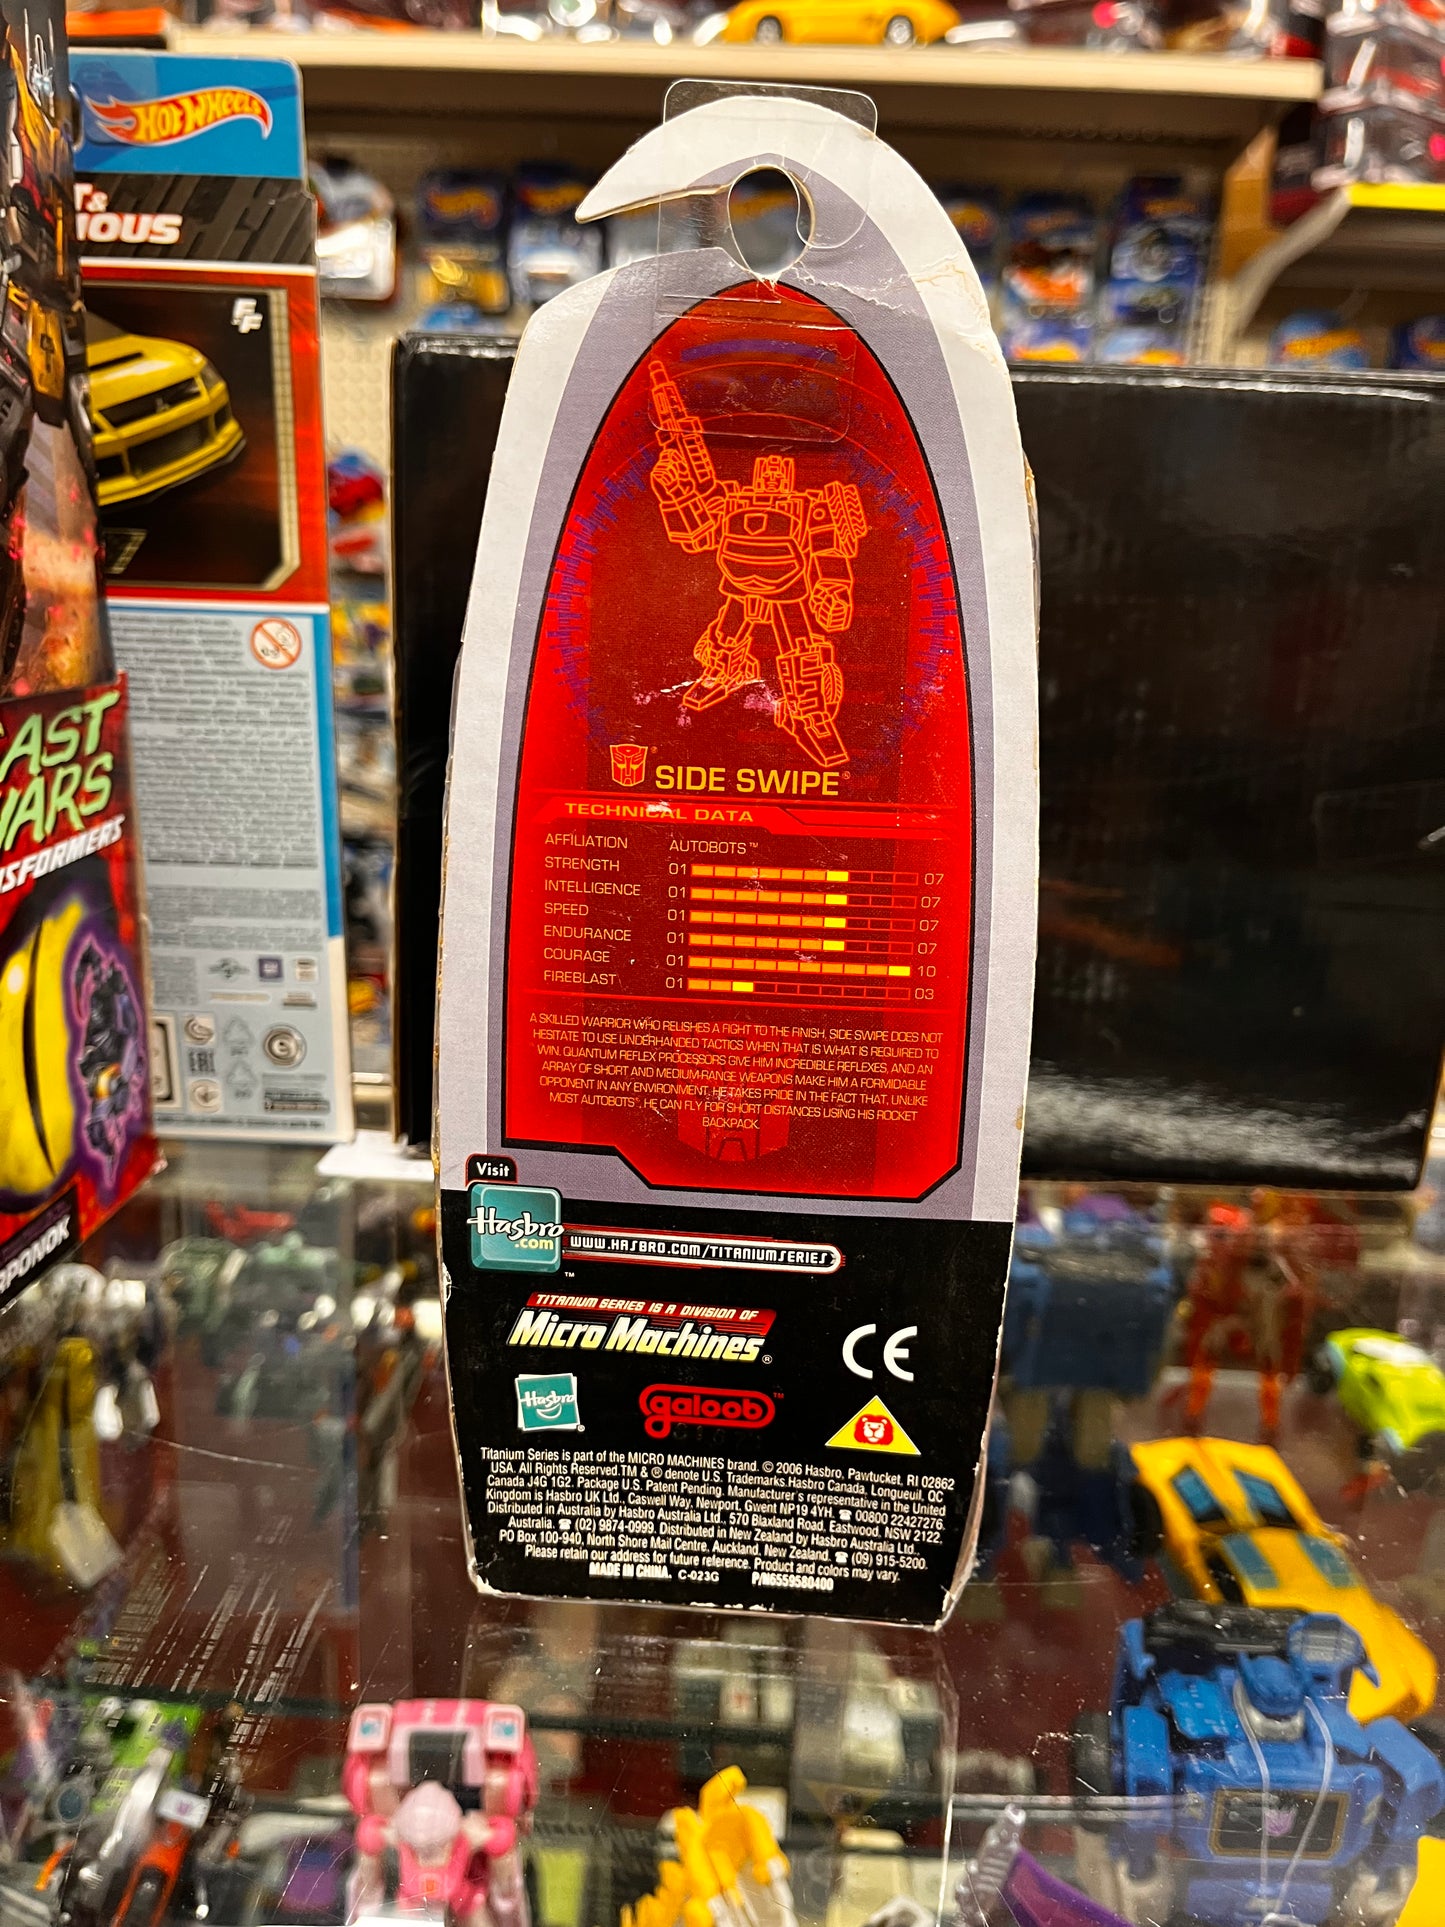 HOT WHEELS
T &
IOUS
FF
AST
WARS
NSFORMERS
RPONOK
EAC
SIDE SWIPE®
TECHNICAL DATA
AFFILIATION AUTOBOTS™
STRENGTH 01 07
INTELLIGENCE 01 07
SPEED 01 07
ENDURANCE 01 07
COURAGE 01 10
FIREBLAST 01 03
A SKILLED WARRIOR WHO RELISHES A FIGHT TO THE FINISH, SIDE SWIPE DOES NOT
HESITATE TO USE UNDERHANDED TACTICS WHEN THAT IS WHAT IS REQUIRED TO
WIN. QUANTUM REFLEX PROCESSORS GIVE HIM INCREDIBLE REFLEXES, AND AN
ARRAY OF SHORT AND MEDIUM-RANGE WEAPONS MAKE HIM A FORMIDABLE
OPPONENT IN ANY ENVIRONMENT. HE TAKES PRIDE IN THE FACT THAT, UNLIKE
MOST AUTOBOTS®, HE CAN FLY FOR SHORT DISTANCES USING HIS ROCKET
BACKPACK.
Visit
Hasbro
.com
™
WWW.HASBRO.COM/TITANIUMSERIES
TITANIUM SERIES IS A DIVISION OF
Micro Machines®
CE
Hasbro®
galoob™
Titanium Series is part of the MICRO MACHINES brand. © 2006 Hasbro, Pawtucket, RI 02862
USA. All Rights Reserved.TM & ® denote U.S. Trademarks.Hasbro Canada, Longueuil, QC
Canada J4G 1G2. Package U.S. Patent Pending. Manufacturer's representative in the United
Kingdom is Hasbro UK Ltd., Caswell Way, Newport, Gwent NP19 4YH. ☎ 00800 22427276.
Distributed in Australia by Hasbro Australia Ltd., 570 Blaxland Road, Eastwood, NSW 2122,
Australia. ☎ (02) 9874-0999. Distributed in New Zealand by Hasbro Australia Ltd.,
PO Box 100-940, North Shore Mail Centre, Auckland, New Zealand. ☎ (09) 915-5200.
Please retain our address for future reference. Product and colors may vary.
MADE IN CHINA. C-023G P/N6559580400